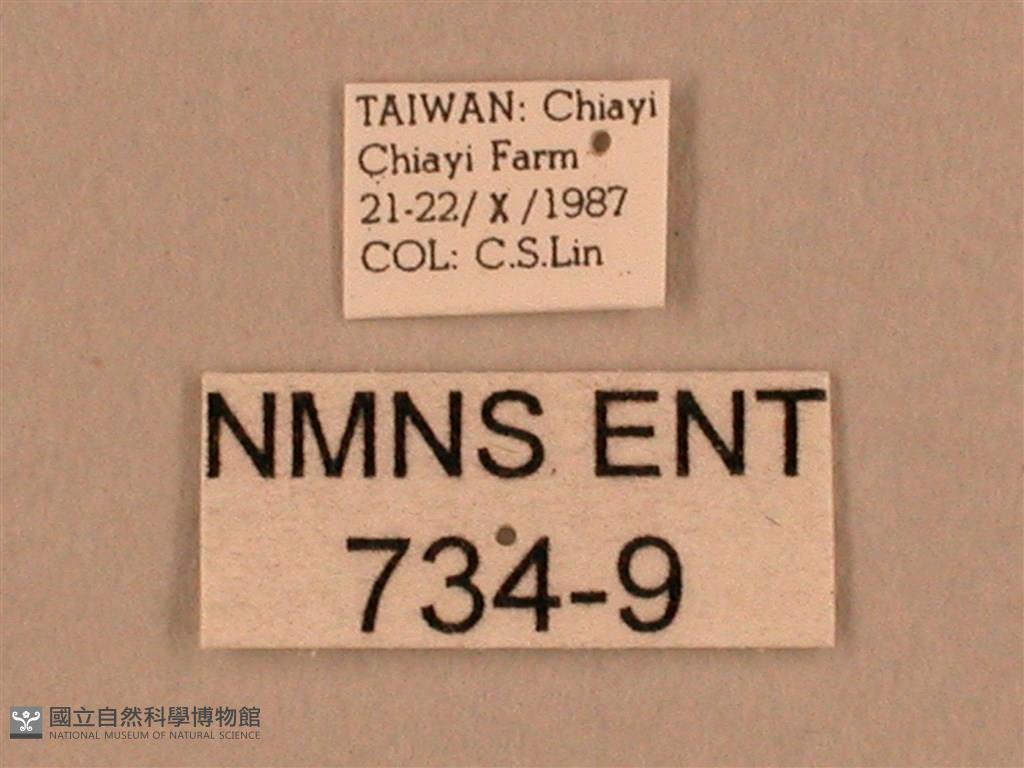 TAIWAN: Chiayi
Chiayi Farm
21-22/ X /1987
COL: C.S.Lin
NMNS ENT
734-9
國立自然科學博物館
NATIONAL MUSEUM OF NATURAL SCIENCE